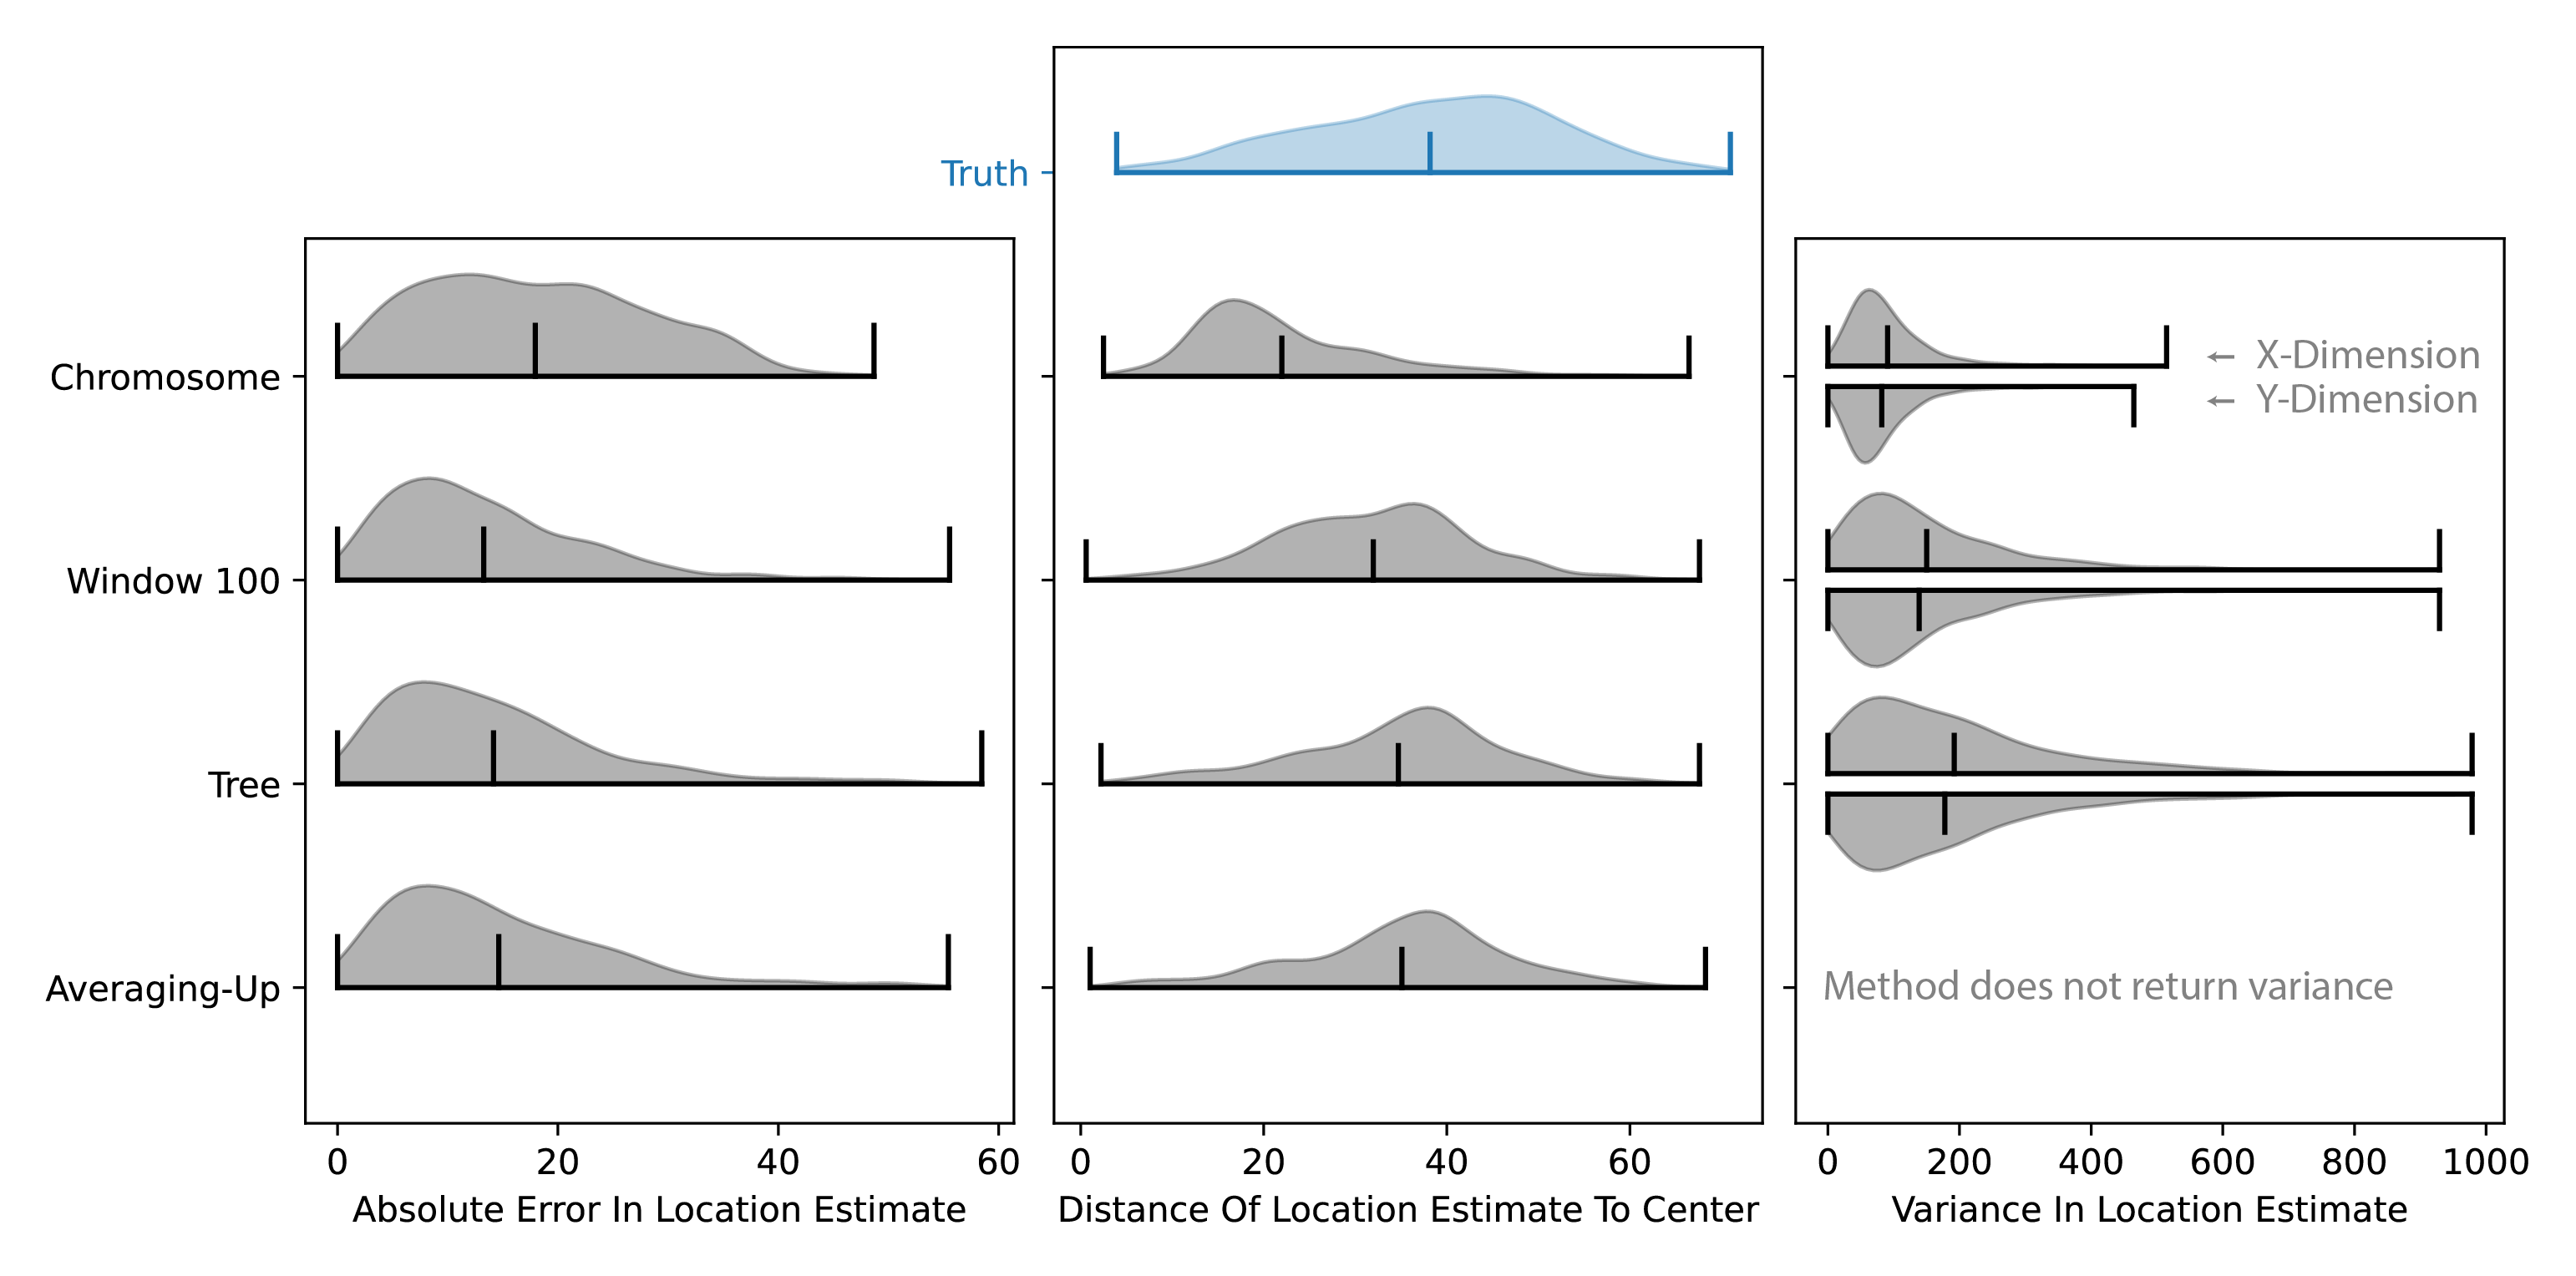 Truth
Chromosome
X-Dimension
Y-Dimension
Window 100
Tree
Averaging-Up
Method does not return variance
0 20 40 60
0 20 40 60
0 200 400 600 800 1000
Absolute Error In Location Estimate
Distance Of Location Estimate To Center
Variance In Location Estimate